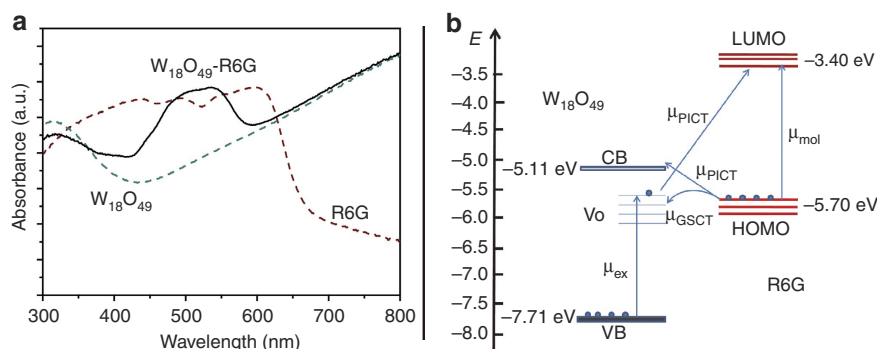 a
Absorbance (a.u.)
W₁₈O₄₉-R6G
W₁₈O₄₉
R6G
300 400 500 600 700 800
Wavelength (nm)
b
E
−3.5
−4.0
−4.5
−5.0
−5.5
−6.0
−6.5
−7.0
−7.5
−8.0
W₁₈O₄₉
LUMO
−3.40 eV
μPICT
μmol
CB
−5.11 eV
μPICT
Vo
μGSCT
−5.70 eV
HOMO
μex
R6G
−7.71 eV
VB